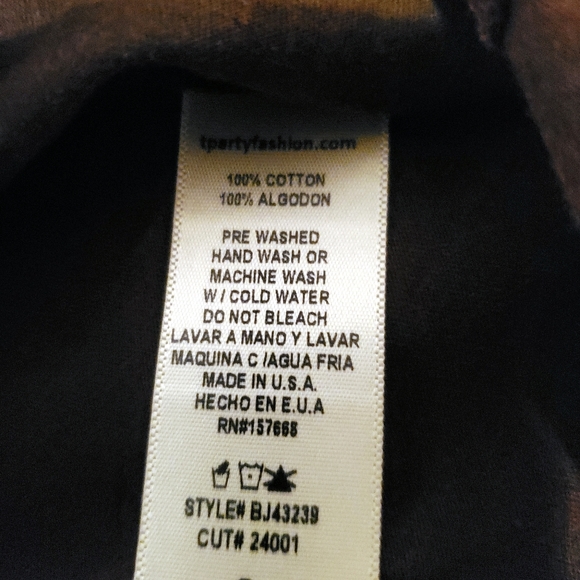 tpartyfashion.com
100% COTTON
100% ALGODON
PRE WASHED
HAND WASH OR
MACHINE WASH
W / COLD WATER
DO NOT BLEACH
LAVAR A MANO Y LAVAR
MAQUINA C /AGUA FRIA
MADE IN U.S.A.
HECHO EN E.U.A
RN#157668
STYLE# BJ43239
CUT# 24001